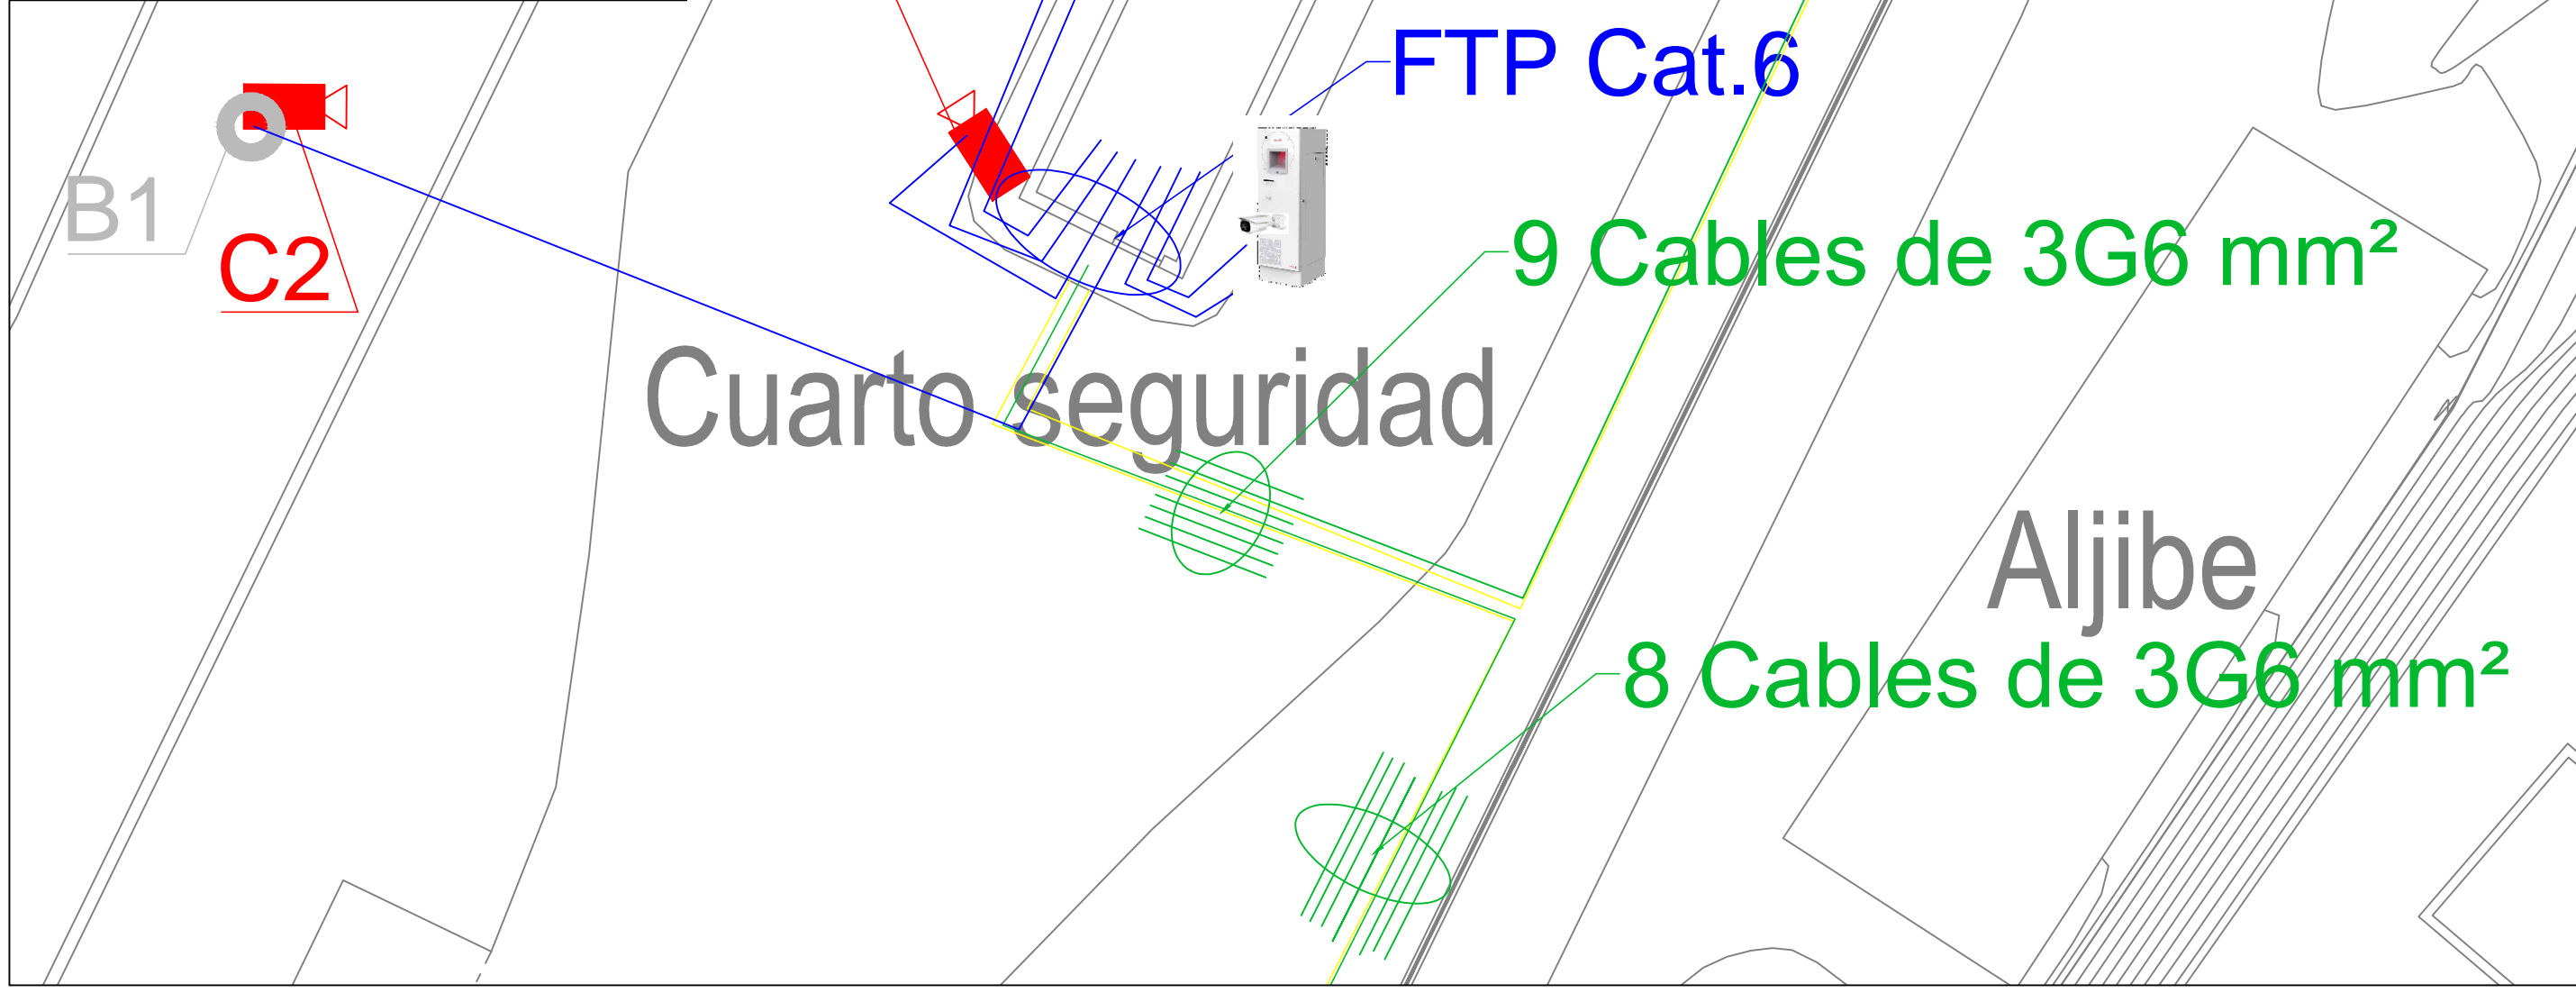 FTP Cat.6
B1
C2
9 Cables de 3G6 mm²
Cuarto seguridad
Aljibe
8 Cables de 3G6 mm²